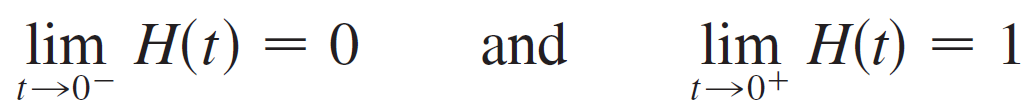 lim H(t) = 0 and lim H(t) = 1
t→0⁻ t→0⁺